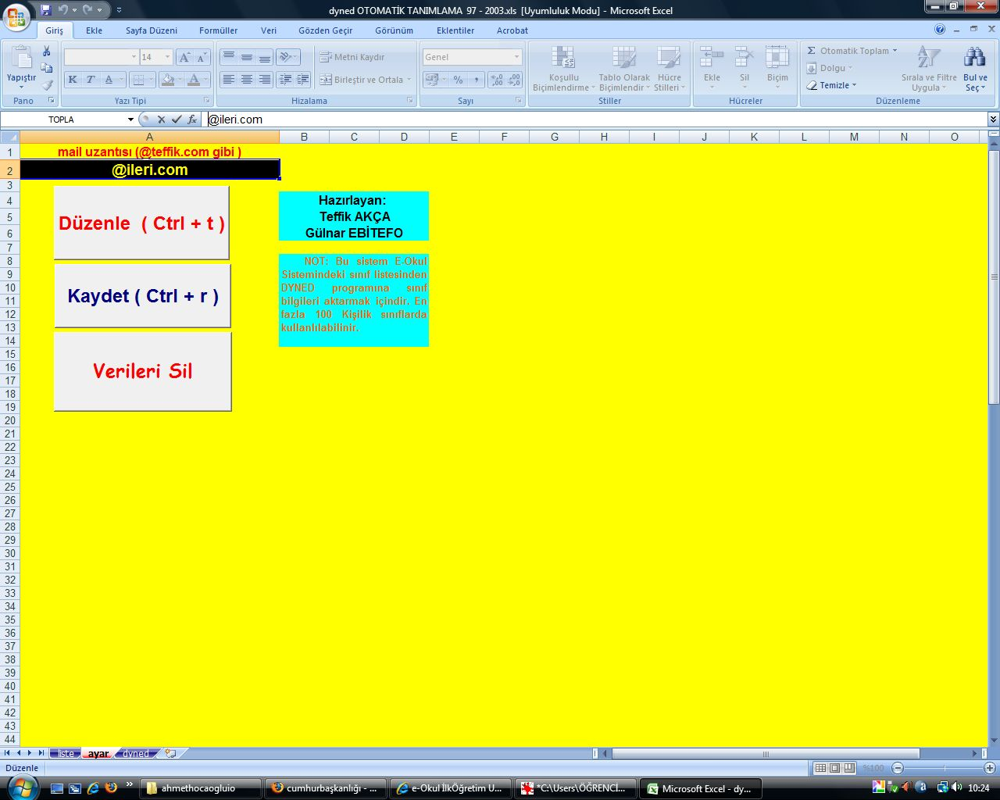 dyned OTOMATİK TANIMLAMA 97 - 2003.xls [Uyumluluk Modu] - Microsoft Excel
Giriş Ekle Sayfa Düzeni Formüller Veri Gözden Geçir Görünüm Eklentiler Acrobat
Yapıştır
14
Metni Kaydır
Birleştir ve Ortala
Genel
Koşullu Biçimlendirme
Tablo Olarak Biçimlendir
Hücre Stilleri
Ekle
Sil
Biçim
Otomatik Toplam
Dolgu
Temizle
Sırala ve Filtre Uygula
Bul ve Seç
Pano Yazı Tipi Hizalama Sayı Stiller Hücreler Düzenleme
TOPLA @ileri.com
A B C D E F G H I J K L M N O
1 mail uzantısı (@teffik.com gibi )
2 @ileri.com
3
4 Hazırlayan:
5 Teffik AKÇA
6 Gülnar EBİTEFO
7
8 NOT: Bu sistem E-Okul
9 Sistemindeki sınıf listesinden
10 DYNED programına sınıf
11 bilgileri aktarmak içindir. En
12 fazla 100 Kişilik sınıflarda
13 kullanlılabilinir.
14
15
16
17
18
19
20
21
22
23
24
25
26
27
28
29
30
31
32
33
34
35
36
37
38
39
40
41
42
43
44
Düzenle ( Ctrl + t )
Kaydet ( Ctrl + r )
Verileri Sil
liste ayar dyned
Düzenle %100
ahmethocaogluio cumhurbaşkanlığı - ... e-Okul İlkÖğretim U... *C:\Users\ÖĞRENCİ... Microsoft Excel - dy... 10:24